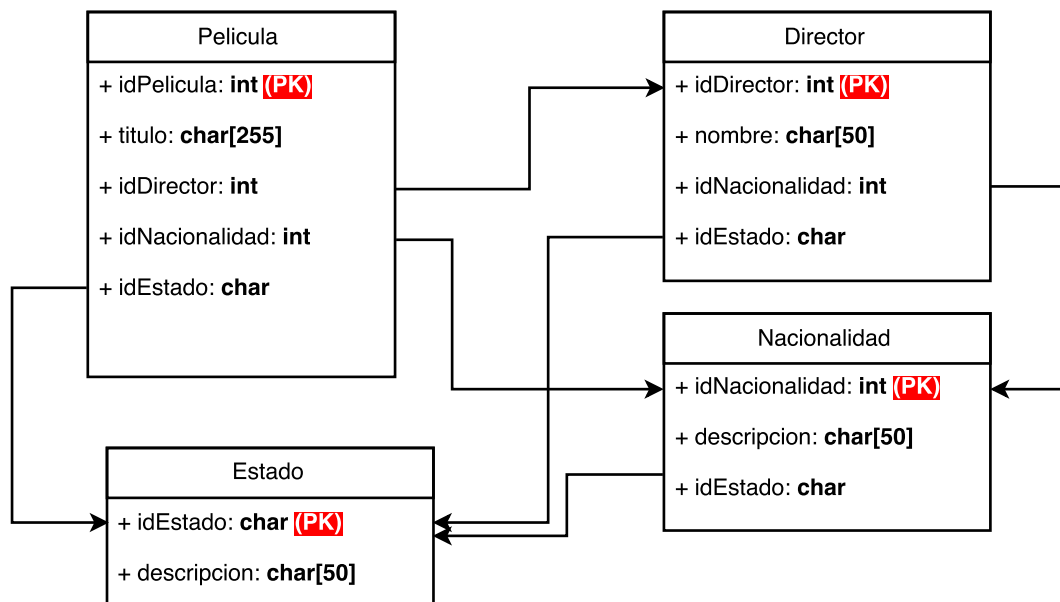 Pelicula
+ idPelicula: int (PK)
+ titulo: char[255]
+ idDirector: int
+ idNacionalidad: int
+ idEstado: char
Director
+ idDirector: int (PK)
+ nombre: char[50]
+ idNacionalidad: int
+ idEstado: char
Nacionalidad
+ idNacionalidad: int (PK)
+ descripcion: char[50]
+ idEstado: char
Estado
+ idEstado: char (PK)
+ descripcion: char[50]